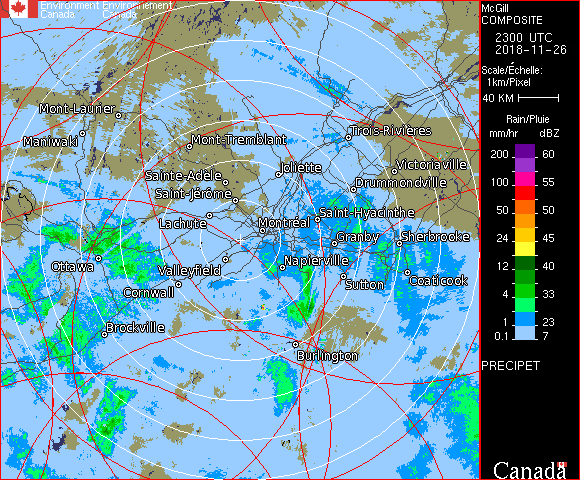 Environment Environnement
Canada Canada
McGill
COMPOSITE
2300 UTC
2018-11-26
Scale/Échelle:
1km/Pixel
40 KM
Rain/Pluie
mm/hr dBZ
200 60
100 55
50 50
24 45
12 40
4 33
1 23
0.1 7
PRECIPET
Canada
Mont-Laurier
Maniwaki
Mont-Tremblant
Trois-Rivières
Joliette
Victoriaville
Sainte-Adèle
Drummondville
Saint-Jérôme
Lachute
Montréal
Saint-Hyacinthe
Granby
Sherbrooke
Ottawa
Valleyfield
Napierville
Sutton
Coaticook
Cornwall
Brockville
Burlington